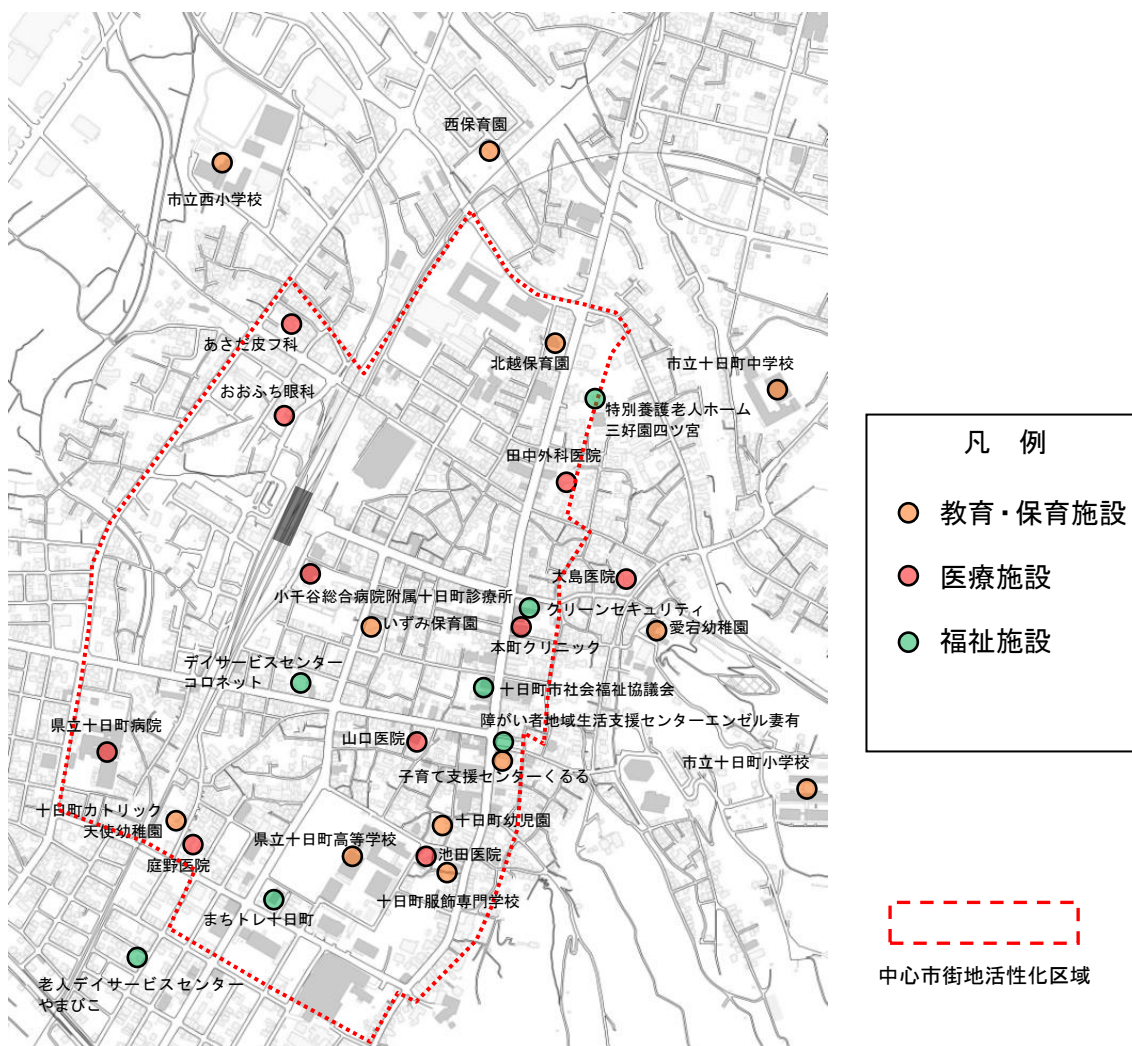 西保育園
市立西小学校
あさだ皮フ科
北越保育園
市立十日町中学校
おおふち眼科
特別養護老人ホーム
三好園四ツ宮
田中外科医院
大島医院
小千谷総合病院附属十日町診療所
グリーンセキュリティ
いずみ保育園
愛宕幼稚園
本町クリニック
デイサービスセンター
コロネット
十日町市社会福祉協議会
障がい者地域生活支援センターエンゼル妻有
県立十日町病院
山口医院
子育て支援センターくるる
市立十日町小学校
十日町カトリック
天使幼稚園
十日町幼児園
県立十日町高等学校
池田医院
庭野医院
十日町服飾専門学校
まちトレ十日町
老人デイサービスセンター
やまびこ
凡 例
教育・保育施設
医療施設
福祉施設
中心市街地活性化区域